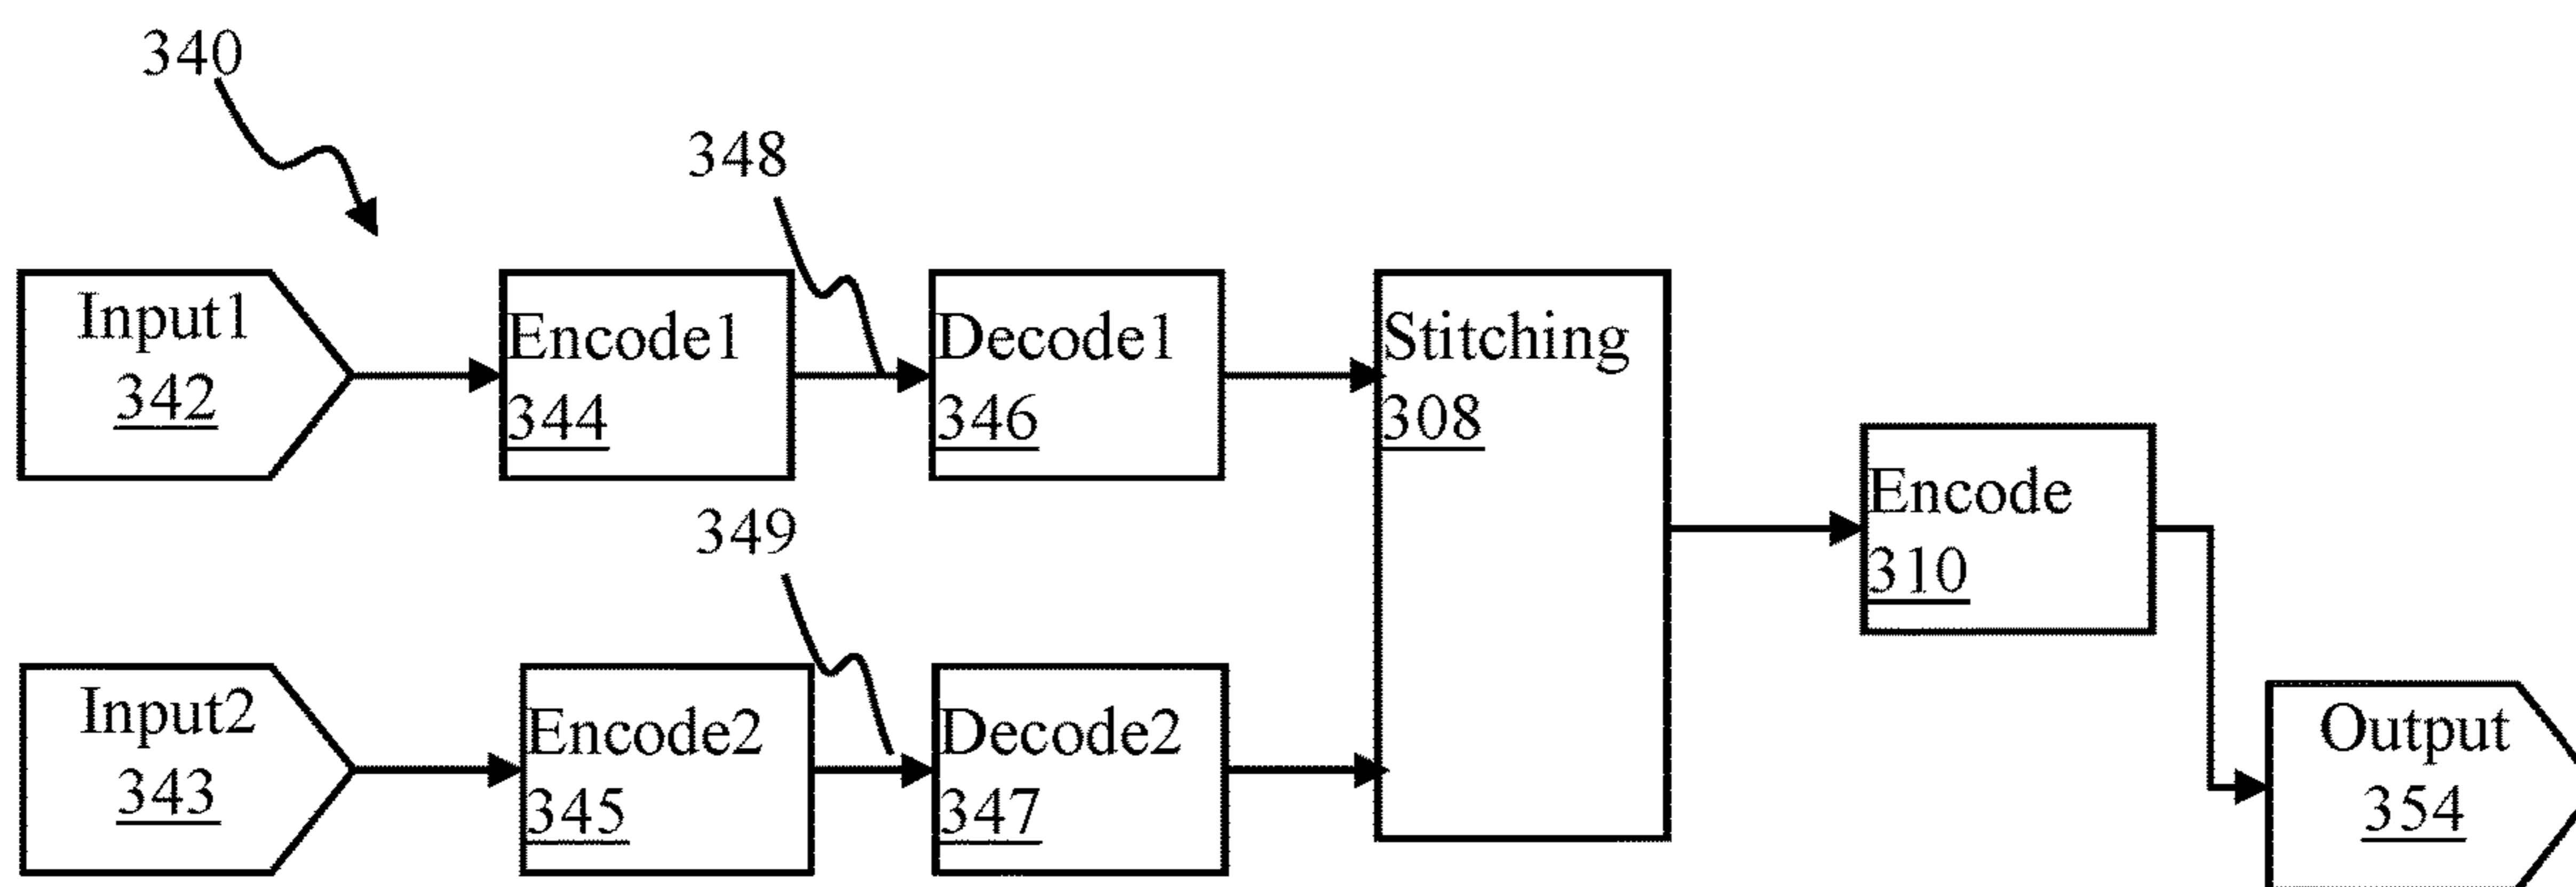 340
348
Input1
342
Encode1
344
Decode1
346
Stitching
308
Encode
310
349
Input2
343
Encode2
345
Decode2
347
Output
354